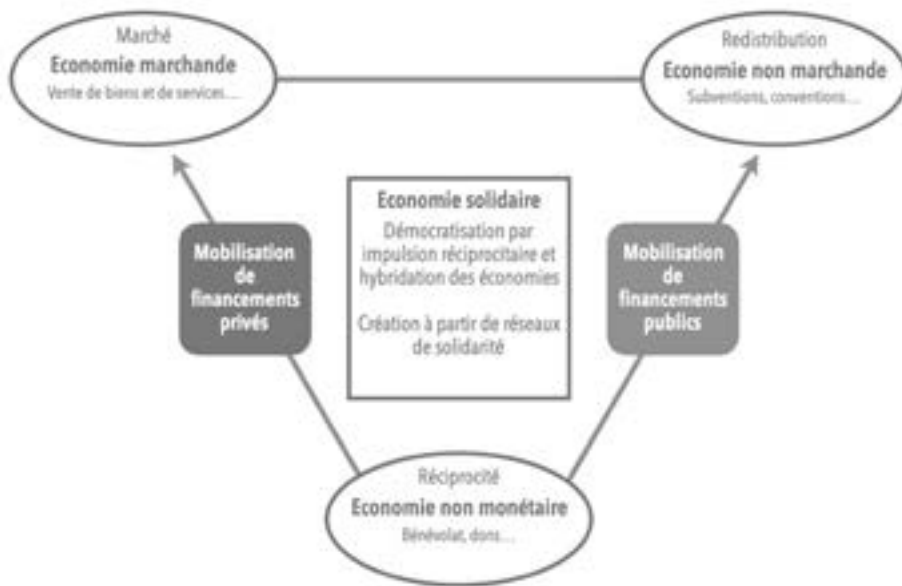 Marché
Economie marchande
Vente de biens et de services...
Redistribution
Economie non marchande
Subventions, conventions...
Economie solidaire
Démocratisation par
impulsion réciprocitaire et
hybridation des économies
Création à partir de réseaux
de solidarité
Mobilisation
de
financements
privés
Mobilisation
de
financements
publics
Réciprocité
Economie non monétaire
Bénévolat, dons...